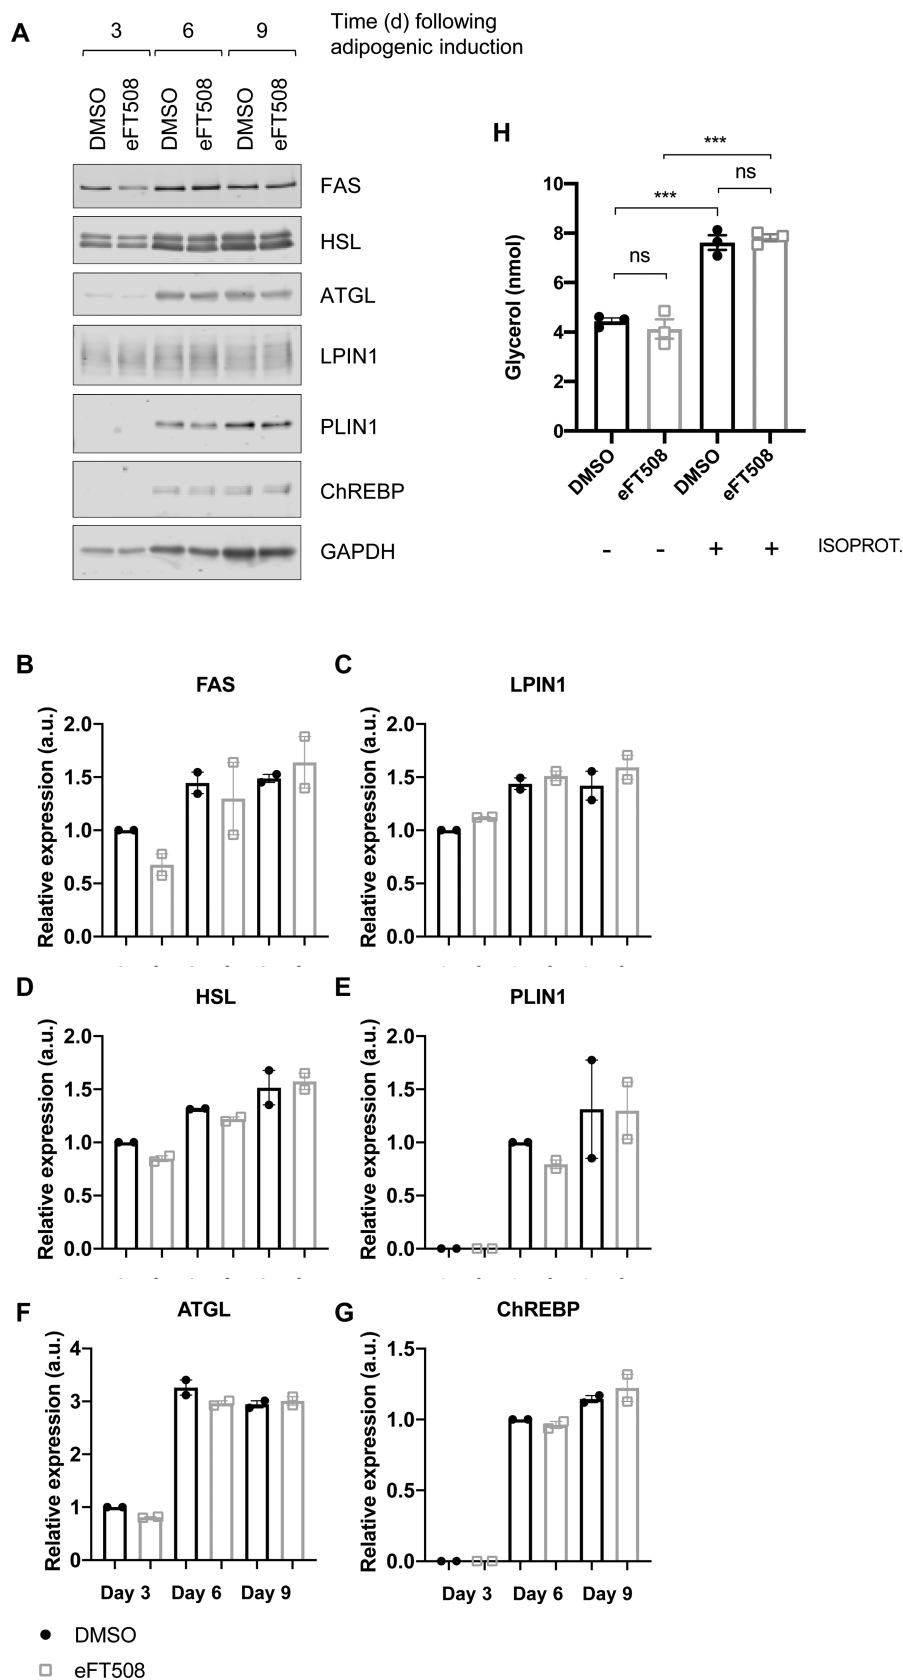 A
3 6 9
Time (d) following
adipogenic induction
DMSO eFT508 DMSO eFT508 DMSO eFT508
FAS
HSL
ATGL
LPIN1
PLIN1
ChREBP
GAPDH
H
***
ns
***
ns
Glycerol (nmol)
10
8
6
4
2
0
DMSO eFT508 DMSO eFT508
- - + + ISOPROT.
B
FAS
Relative expression (a.u.)
2.0
1.5
1.0
0.5
0.0
C
LPIN1
Relative expression (a.u.)
2.0
1.5
1.0
0.5
0.0
D
HSL
Relative expression (a.u.)
2.0
1.5
1.0
0.5
0.0
E
PLIN1
Relative expression (a.u.)
2.0
1.5
1.0
0.5
0.0
F
ATGL
Relative expression (a.u.)
4
3
2
1
0
Day 3 Day 6 Day 9
G
ChREBP
Relative expression (a.u.)
1.5
1.0
0.5
0.0
Day 3 Day 6 Day 9
DMSO
eFT508